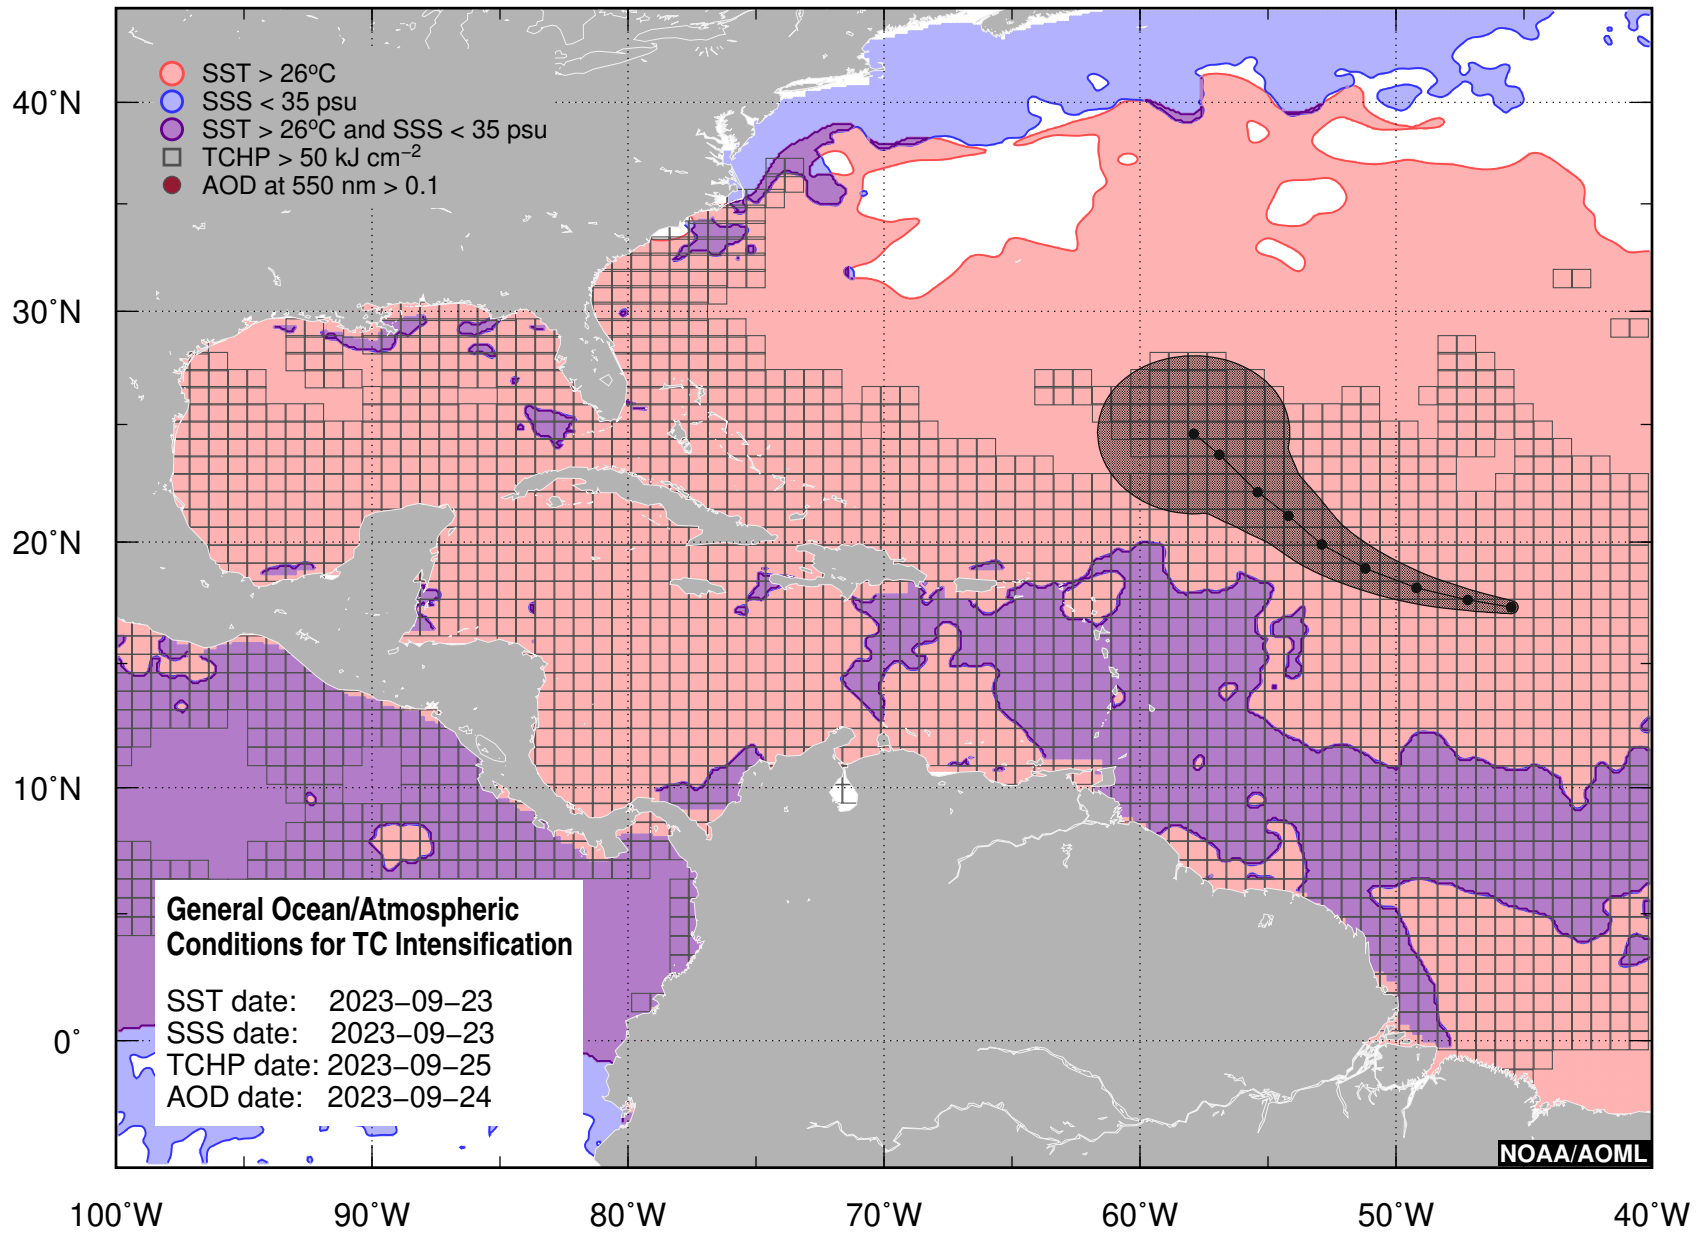 40°N
30°N
20°N
10°N
0°
SST > 26ºC
SSS < 35 psu
SST > 26ºC and SSS < 35 psu
TCHP > 50 kJ cm⁻²
AOD at 550 nm > 0.1
General Ocean/Atmospheric
Conditions for TC Intensification
SST date: 2023−09−23
SSS date: 2023−09−23
TCHP date: 2023−09−25
AOD date: 2023−09−24
NOAA/AOML
100°W 90°W 80°W 70°W 60°W 50°W 40°W